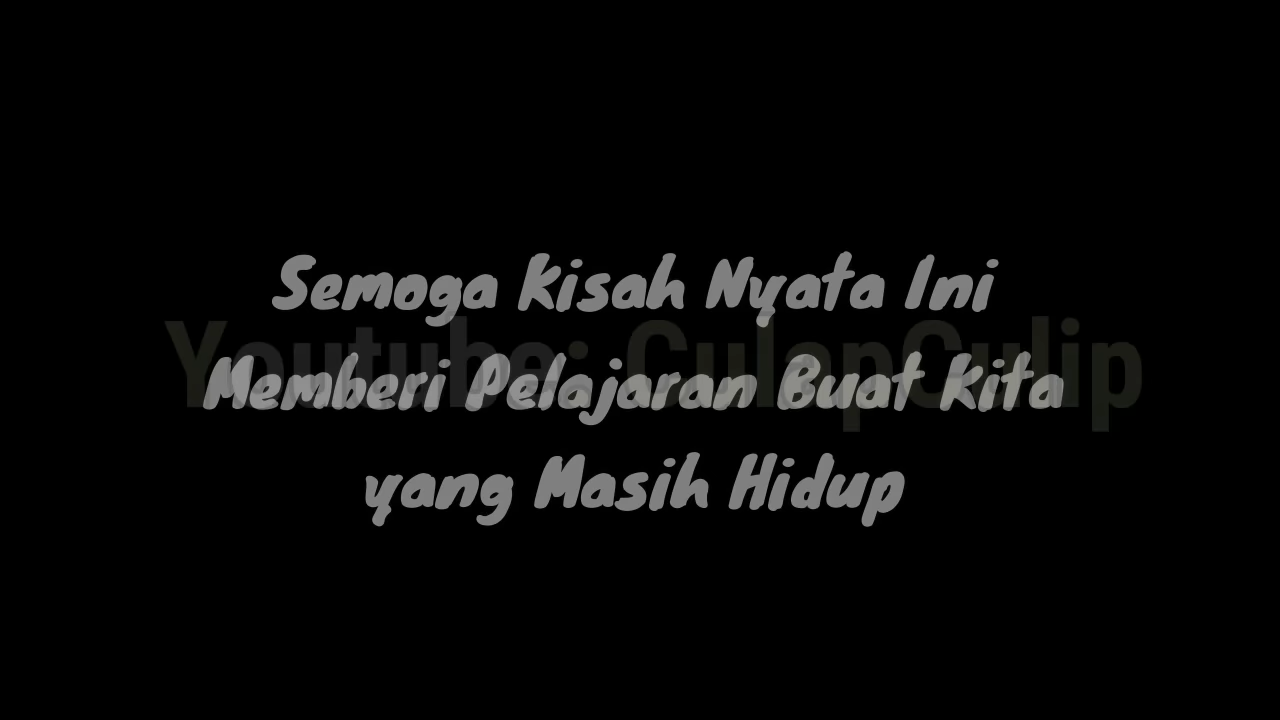 Semoga Kisah Nyata Ini
Youtube: CulapCulip
Memberi Pelajaran Buat Kita
yang Masih Hidup